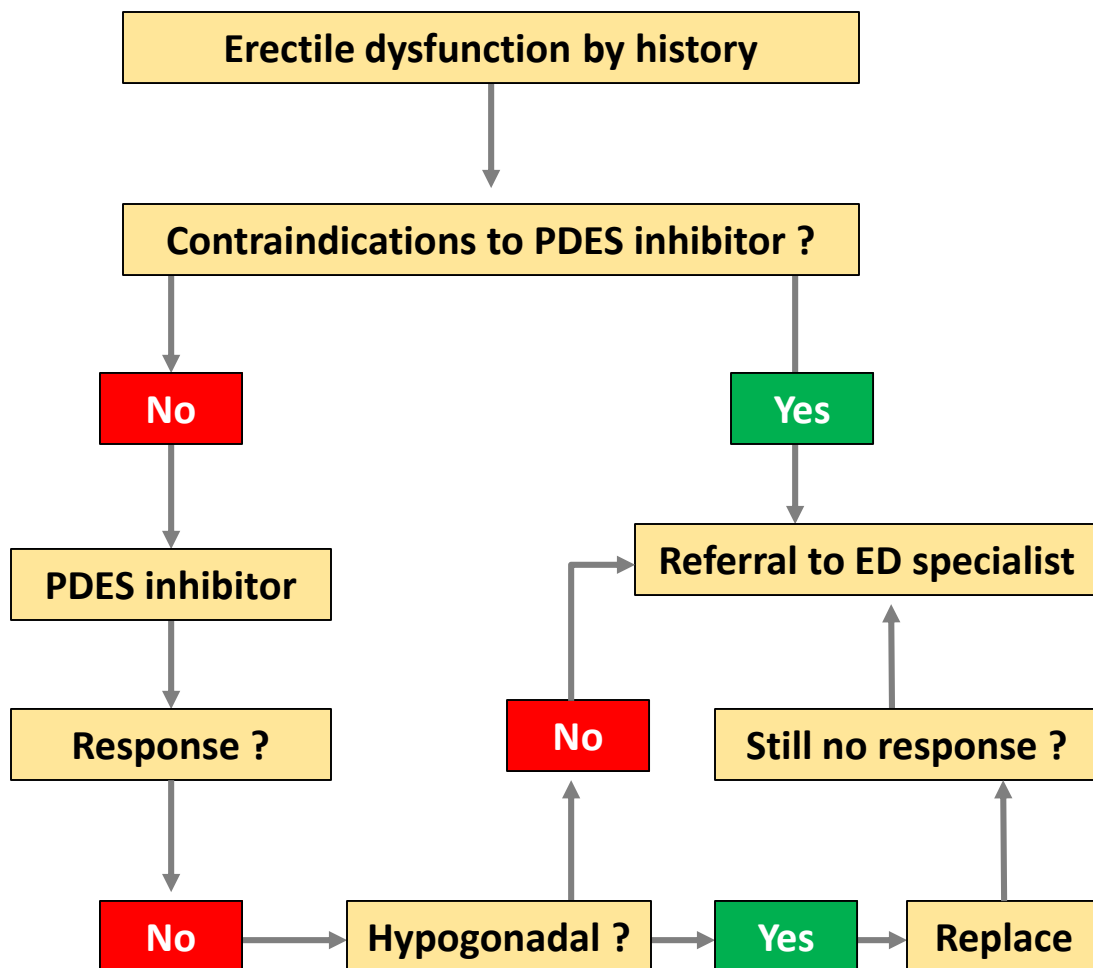 Erectile dysfunction by history
Contraindications to PDES inhibitor ?
No
Yes
PDES inhibitor
Referral to ED specialist
Response ?
No
Still no response ?
No
Hypogonadal ?
Yes
Replace